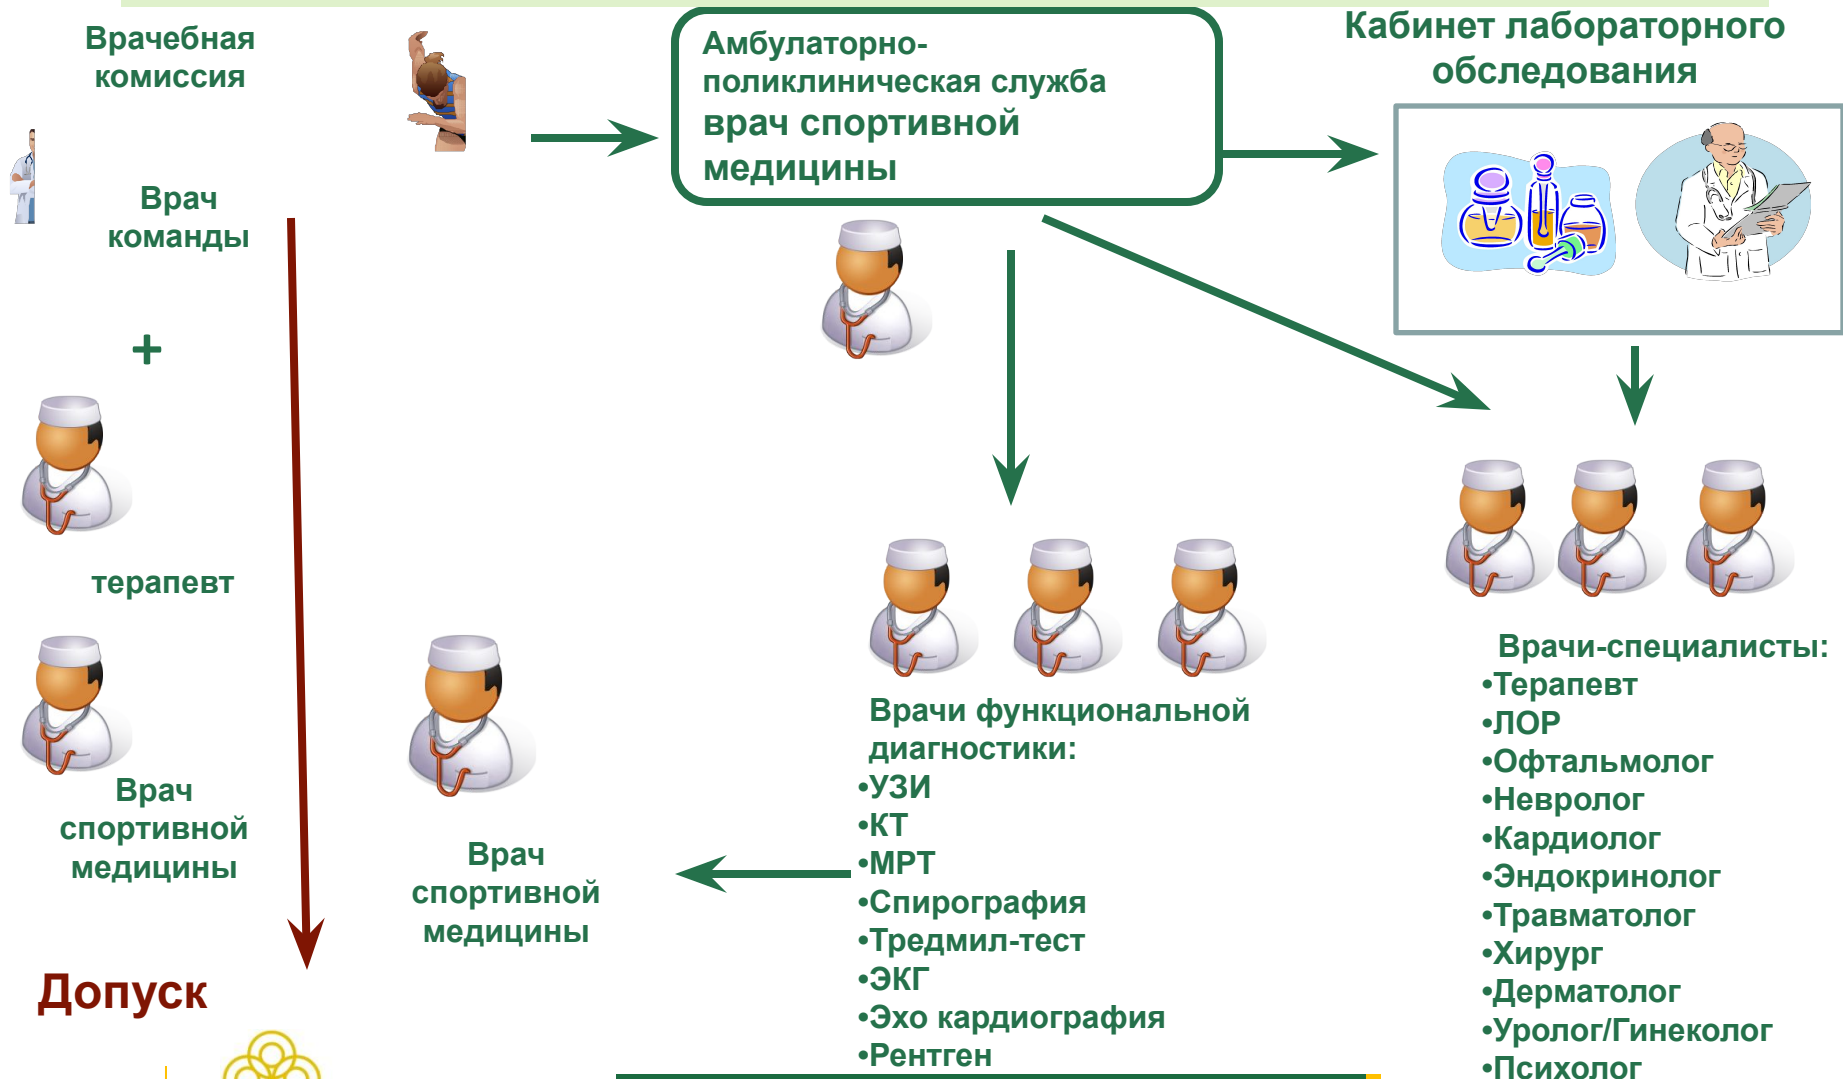 Врачебная
комиссия
Врач
команды
+
терапевт
Врач
спортивной
медицины
Допуск
Амбулаторно-
поликлиническая служба
врач спортивной
медицины
Кабинет лабораторного
обследования
Врач
спортивной
медицины
Врачи функциональной
диагностики:
•УЗИ
•КТ
•МРТ
•Спирография
•Тредмил-тест
•ЭКГ
•Эхо кардиография
•Рентген
Врачи-специалисты:
•Терапевт
•ЛОР
•Офтальмолог
•Невролог
•Кардиолог
•Эндокринолог
•Травматолог
•Хирург
•Дерматолог
•Уролог/Гинеколог
•Психолог